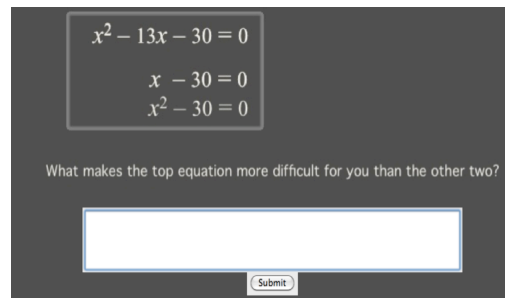 x² – 13x – 30 = 0
x – 30 = 0
x² – 30 = 0
What makes the top equation more difficult for you than the other two?
Submit